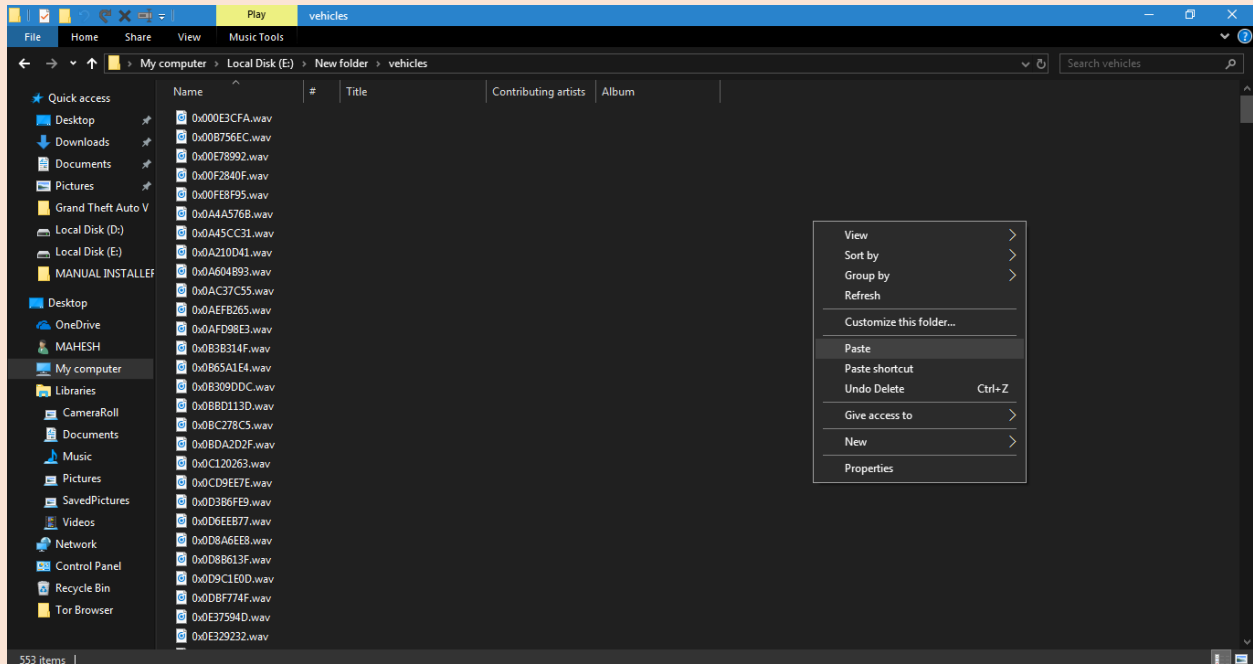 Play
vehicles
File
Home
Share
View
Music Tools
My computer › Local Disk (E:) › New folder › vehicles
Search vehicles
Quick access
Desktop
Downloads
Documents
Pictures
Grand Theft Auto V
Local Disk (D:)
Local Disk (E:)
MANUAL INSTALLER
Desktop
OneDrive
MAHESH
My computer
Libraries
CameraRoll
Documents
Music
Pictures
SavedPictures
Videos
Network
Control Panel
Recycle Bin
Tor Browser
Name
#
Title
Contributing artists
Album
0x000E3CFA.wav
0x00B756EC.wav
0x00E78992.wav
0x00F2840F.wav
0x00FE8F95.wav
0x0A4A576B.wav
0x0A45CC31.wav
0x0A210D41.wav
0x0A604B93.wav
0x0AC37C55.wav
0x0AEFB265.wav
0x0AFD98E3.wav
0x0B3B314F.wav
0x0B65A1E4.wav
0x0B309DDC.wav
0x0BBD113D.wav
0x0BC278C5.wav
0x0BDA2D2F.wav
0x0C120263.wav
0x0CD9EE7E.wav
0x0D3B6FE9.wav
0x0D6EEB77.wav
0x0D8A6EE8.wav
0x0D8B613F.wav
0x0D9C1E0D.wav
0x0DBF774F.wav
0x0E37594D.wav
0x0E329232.wav
View
Sort by
Group by
Refresh
Customize this folder...
Paste
Paste shortcut
Undo Delete Ctrl+Z
Give access to
New
Properties
553 items